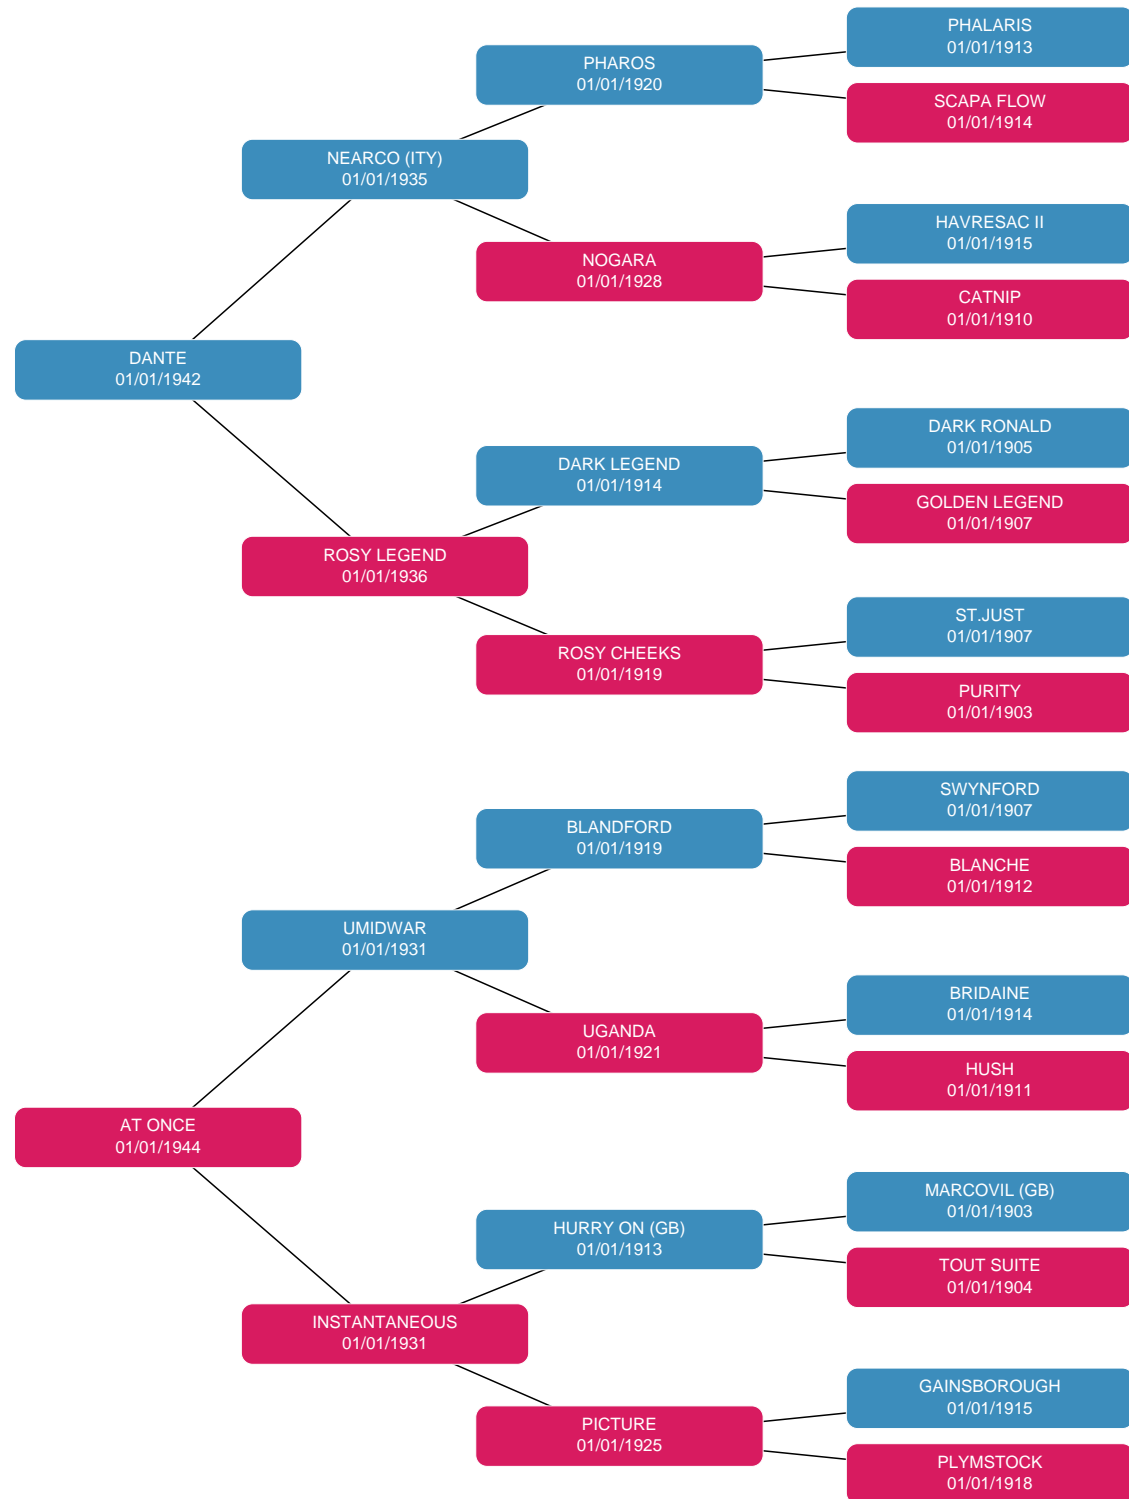 PHALARIS
01/01/1913
PHAROS
01/01/1920
SCAPA FLOW
01/01/1914
NEARCO (ITY)
01/01/1935
HAVRESAC II
01/01/1915
NOGARA
01/01/1928
CATNIP
01/01/1910
DANTE
01/01/1942
DARK RONALD
01/01/1905
DARK LEGEND
01/01/1914
GOLDEN LEGEND
01/01/1907
ROSY LEGEND
01/01/1936
ST.JUST
01/01/1907
ROSY CHEEKS
01/01/1919
PURITY
01/01/1903
SWYNFORD
01/01/1907
BLANDFORD
01/01/1919
BLANCHE
01/01/1912
UMIDWAR
01/01/1931
BRIDAINE
01/01/1914
UGANDA
01/01/1921
HUSH
01/01/1911
AT ONCE
01/01/1944
MARCOVIL (GB)
01/01/1903
HURRY ON (GB)
01/01/1913
TOUT SUITE
01/01/1904
INSTANTANEOUS
01/01/1931
GAINSBOROUGH
01/01/1915
PICTURE
01/01/1925
PLYMSTOCK
01/01/1918